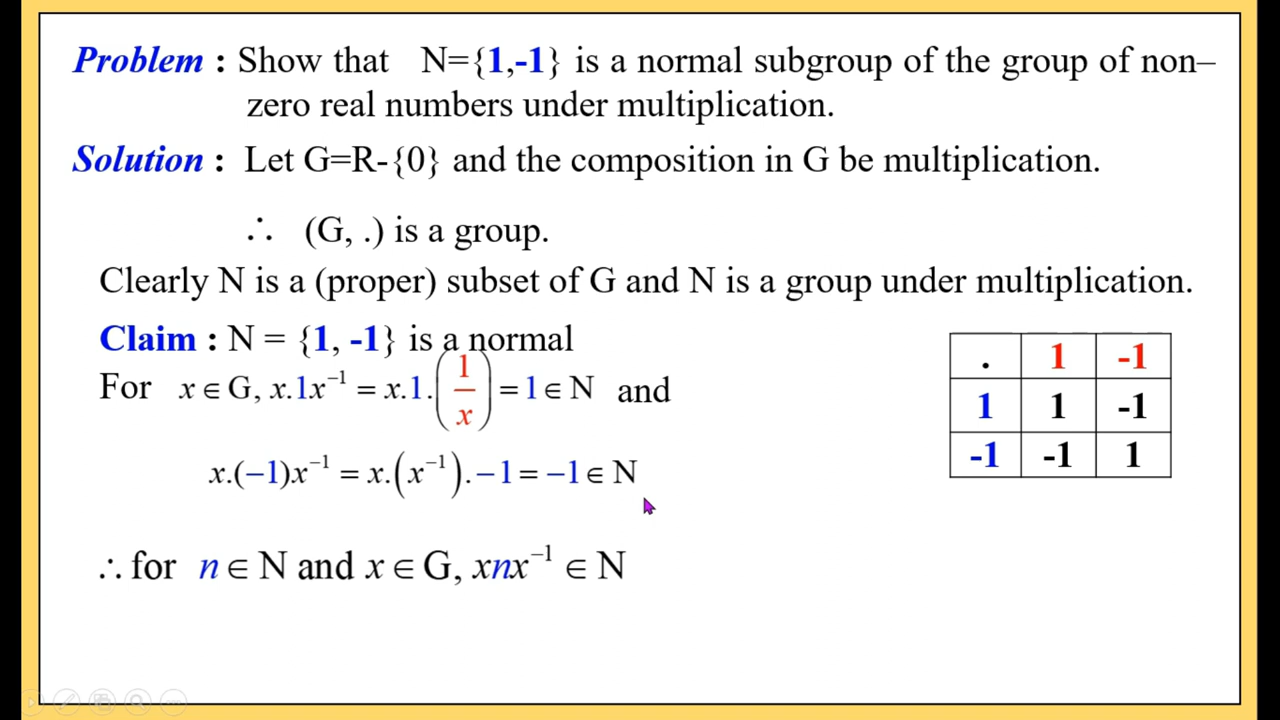 Problem : Show that N={1,-1} is a normal subgroup of the group of non–
zero real numbers under multiplication.
Solution : Let G=R-{0} and the composition in G be multiplication.
∴ (G, .) is a group.
Clearly N is a (proper) subset of G and N is a group under multiplication.
Claim : N = {1, -1} is a normal
For x ∈ G, x.1x⁻¹ = x.1.(1/x) = 1 ∈ N and
x.(−1)x⁻¹ = x.(x⁻¹).−1 = −1 ∈ N
∴ for n ∈ N and x ∈ G, xnx⁻¹ ∈ N
. 1 -1
1 1 -1
-1 -1 1